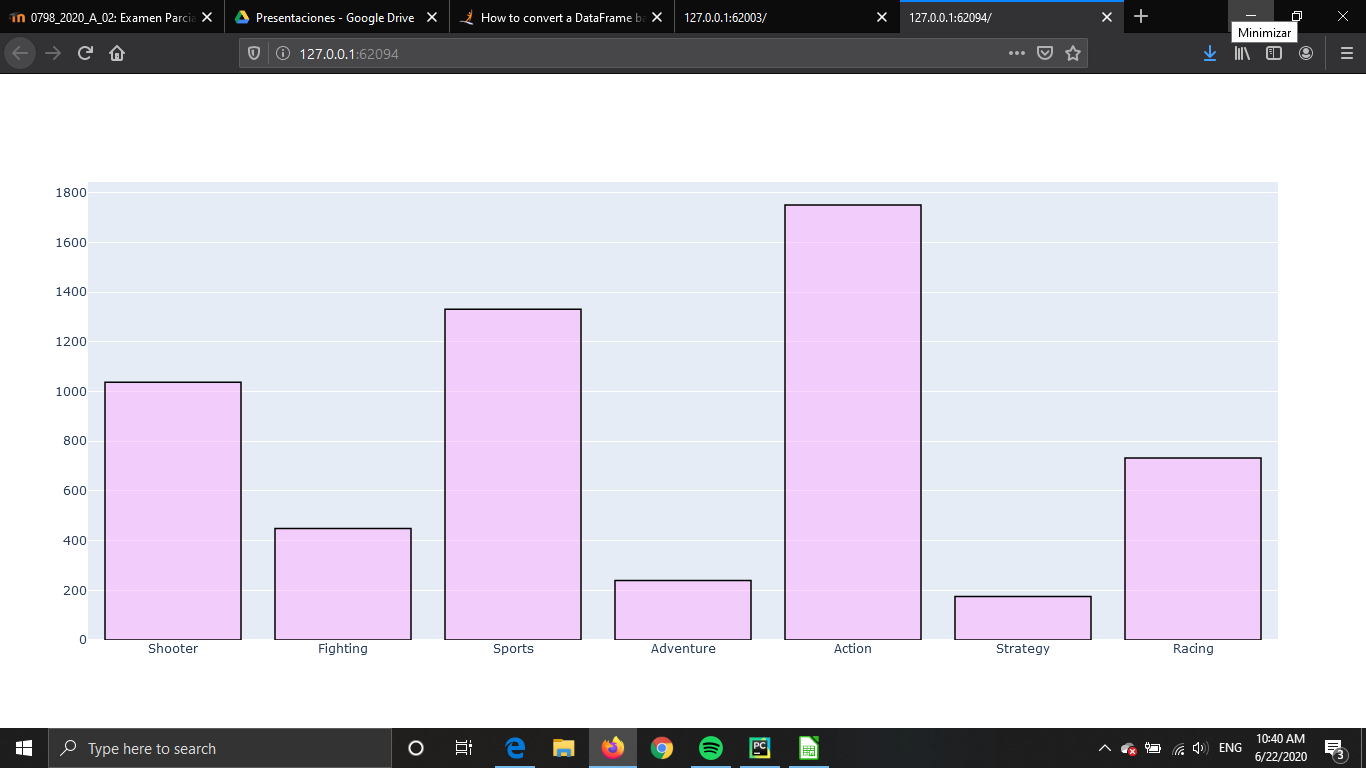 0798_2020_A_02: Examen Parcia
Presentaciones - Google Drive
How to convert a DataFrame ba
127.0.0.1:62003/
127.0.0.1:62094/
Minimizar
127.0.0.1:62094
1800
1600
1400
1200
1000
800
600
400
200
0
Shooter Fighting Sports Adventure Action Strategy Racing
Type here to search
PC
ENG
10:40 AM
6/22/2020
3